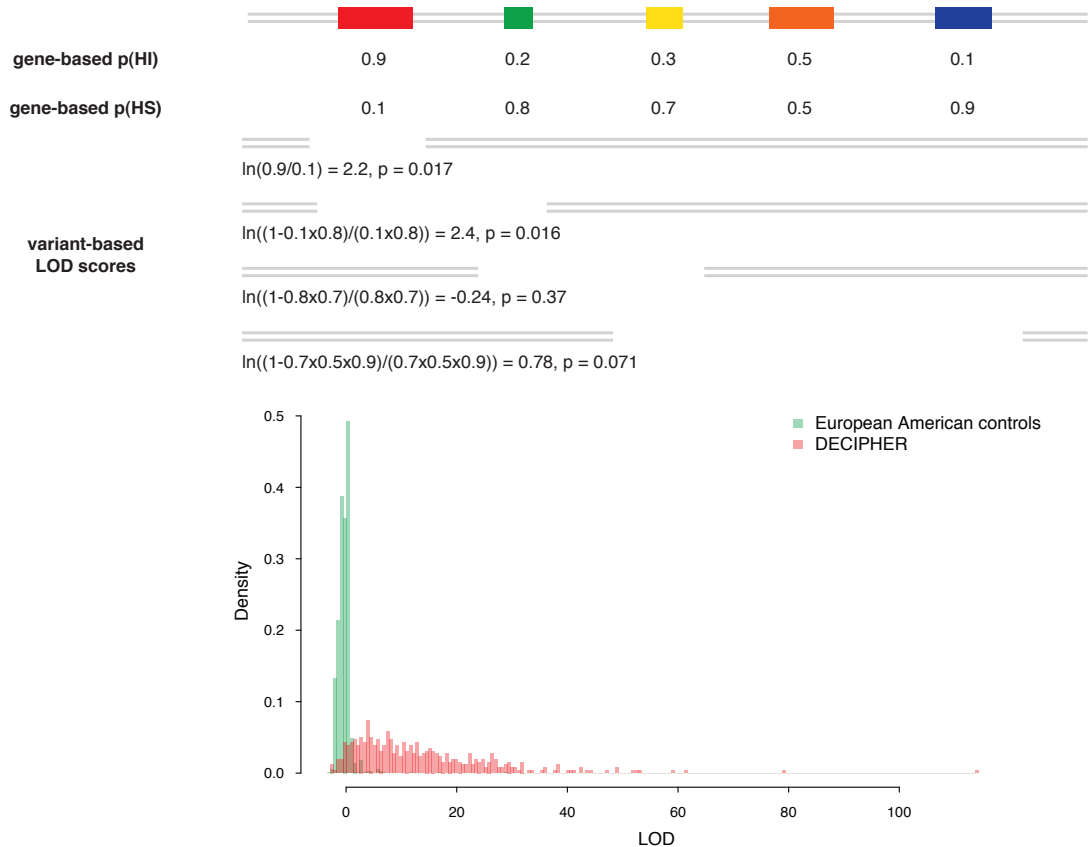 gene-based p(HI) 0.9 0.2 0.3 0.5 0.1
gene-based p(HS) 0.1 0.8 0.7 0.5 0.9
ln(0.9/0.1) = 2.2, p = 0.017
variant-based
LOD scores
ln((1-0.1x0.8)/(0.1x0.8)) = 2.4, p = 0.016
ln((1-0.8x0.7)/(0.8x0.7)) = -0.24, p = 0.37
ln((1-0.7x0.5x0.9)/(0.7x0.5x0.9)) = 0.78, p = 0.071
European American controls
DECIPHER
Density
0.5
0.4
0.3
0.2
0.1
0.0
0 20 40 60 80 100
LOD